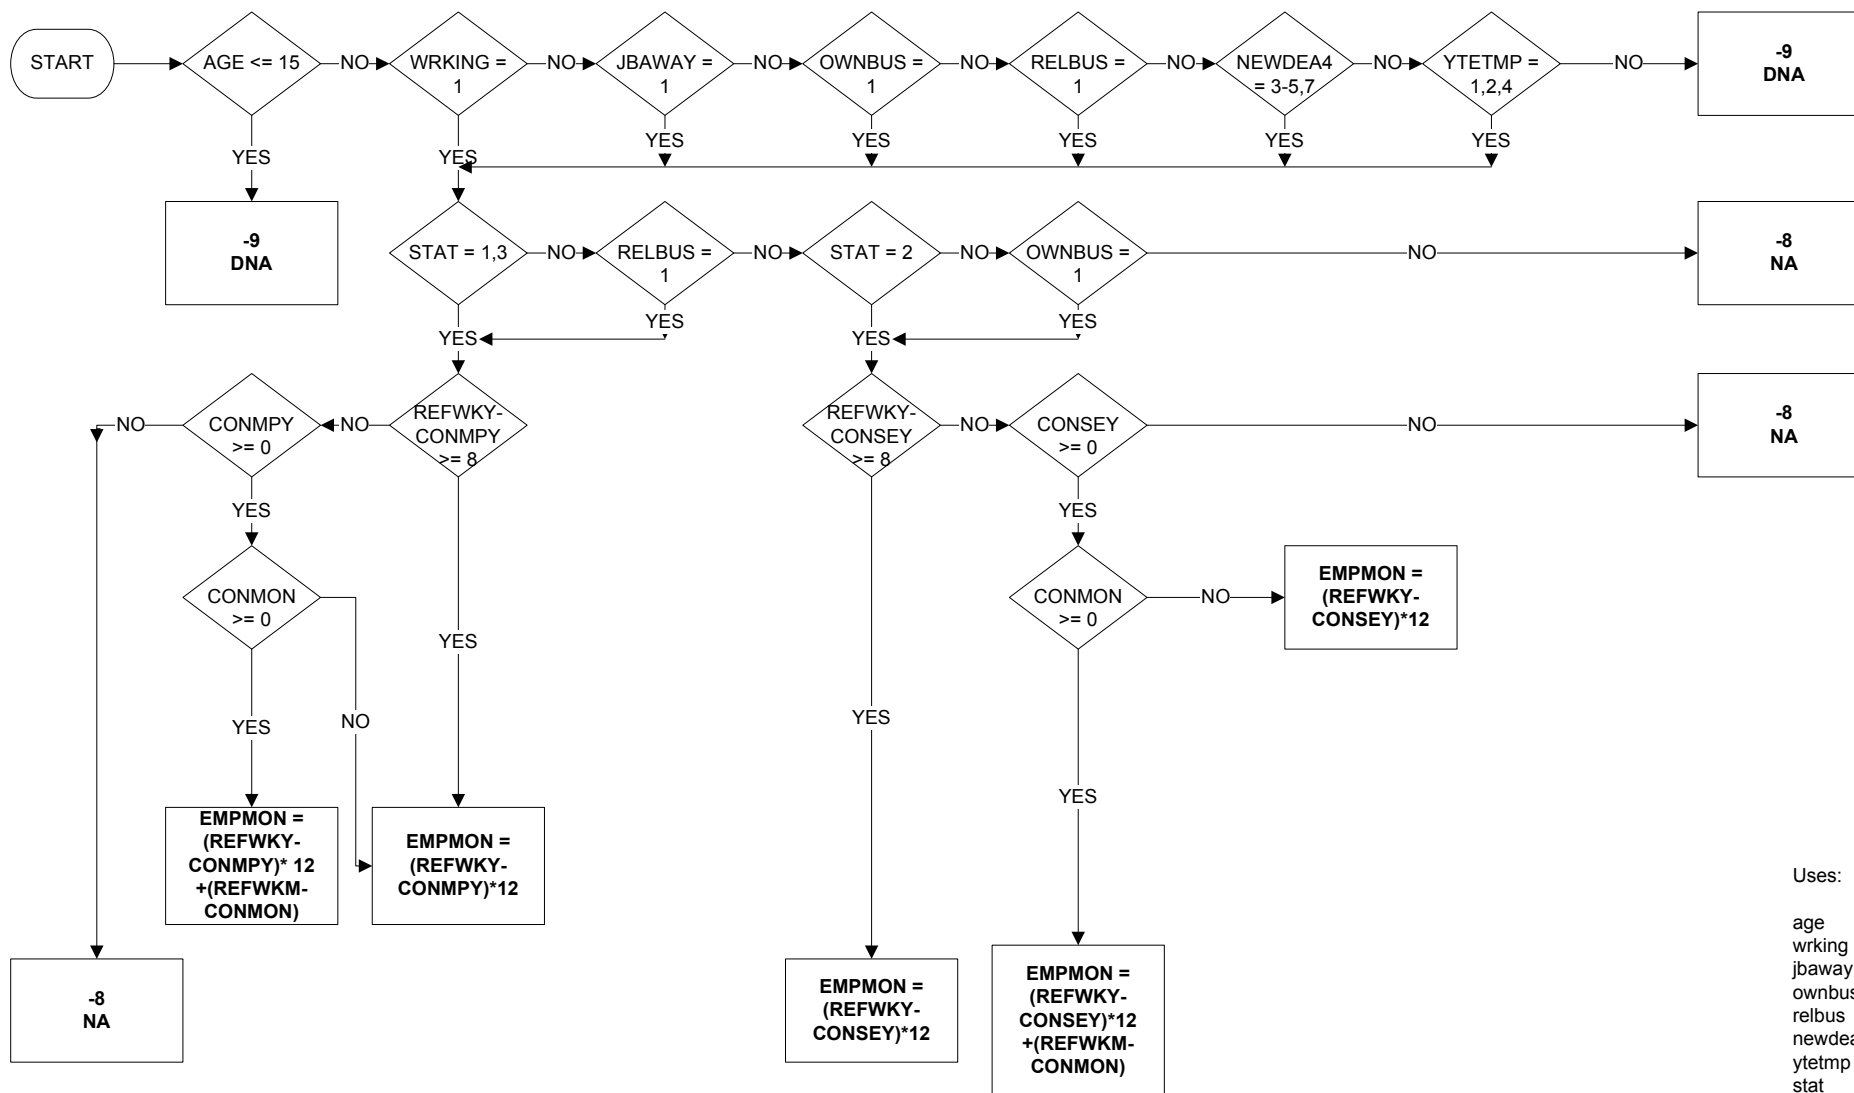 START
AGE <= 15
NO
WRKING =
1
NO
JBAWAY =
1
NO
OWNBUS =
1
NO
RELBUS =
1
NO
NEWDEA4
= 3-5,7
NO
YTETMP =
1,2,4
NO
-9
DNA
YES
YES
YES
YES
YES
YES
YES
-9
DNA
STAT = 1,3
NO
RELBUS =
1
NO
STAT = 2
NO
OWNBUS =
1
NO
-8
NA
YES
YES
YES
YES
NO
CONMPY
>= 0
NO
REFWKY-
CONMPY
>= 8
REFWKY-
CONSEY
>= 8
NO
CONSEY
>= 0
NO
-8
NA
YES
YES
CONMON
>= 0
CONMON
>= 0
NO
EMPMON =
(REFWKY-
CONSEY)*12
YES
YES
NO
YES
YES
EMPMON =
(REFWKY-
CONMPY)* 12
+(REFWKM-
CONMON)
EMPMON =
(REFWKY-
CONMPY)*12
-8
NA
EMPMON =
(REFWKY-
CONSEY)*12
EMPMON =
(REFWKY-
CONSEY)*12
+(REFWKM-
CONMON)
Uses:
age
wrking
jbaway
ownbus
relbus
newdea
ytetmp
stat